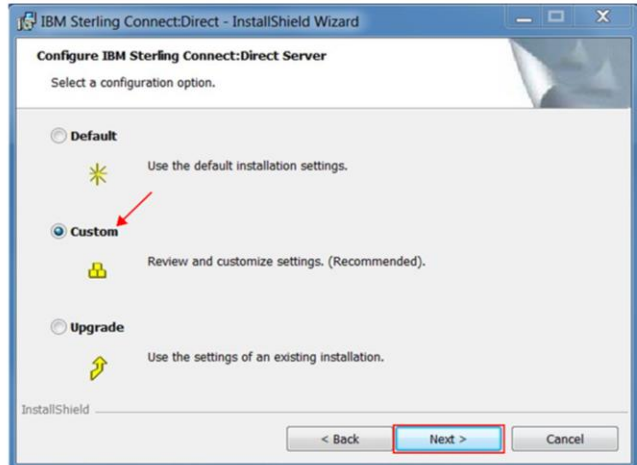 IBM Sterling Connect:Direct - InstallShield Wizard
Configure IBM Sterling Connect:Direct Server
Select a configuration option.
Default
Use the default installation settings.
Custom
Review and customize settings. (Recommended).
Upgrade
Use the settings of an existing installation.
InstallShield
< Back
Next >
Cancel